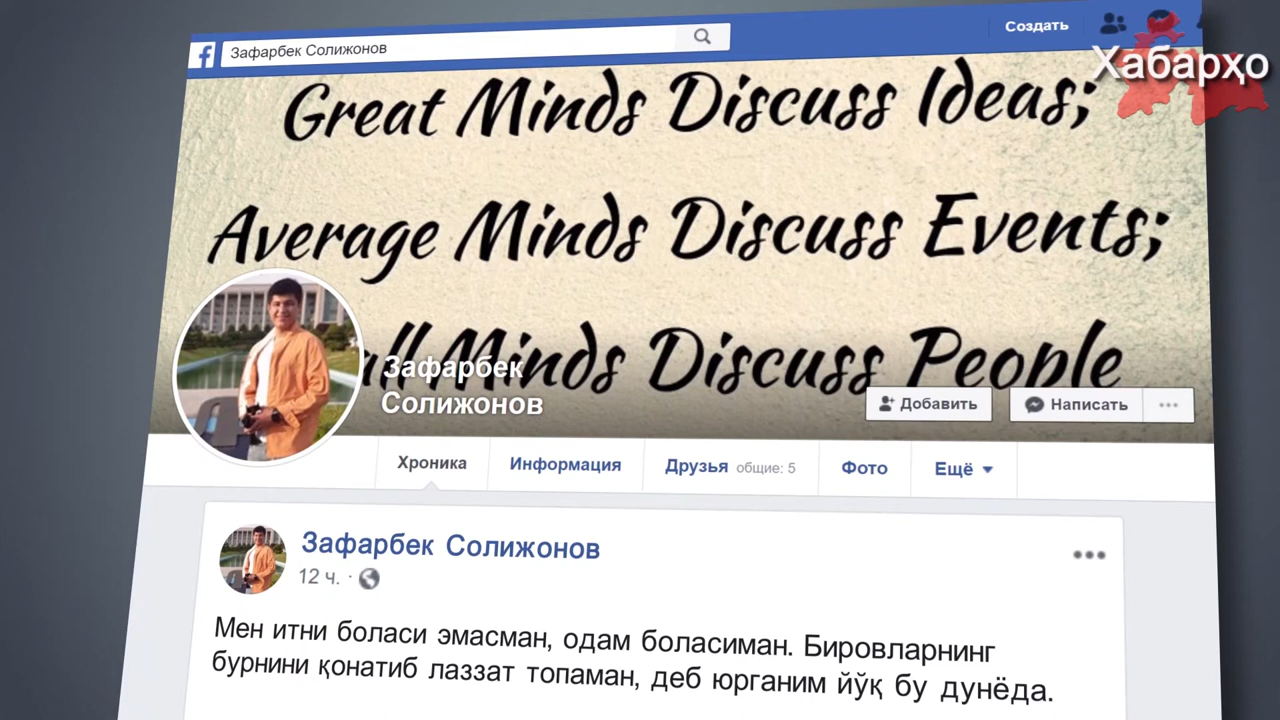 Зафарбек Солижонов
Создать
Хабарҳо
Great Minds Discuss Ideas;
Average Minds Discuss Events;
all Minds Discuss People
Зафарбек
Солижонов
Добавить
Написать
Хроника
Информация
Друзья общие: 5
Фото
Ещё
Зафарбек Солижонов
12 ч.
Мен итни боласи эмасман, одам боласиман. Бировларнинг
бурнини қонатиб лаззат топаман, деб юрганим йўқ бу дунёда.